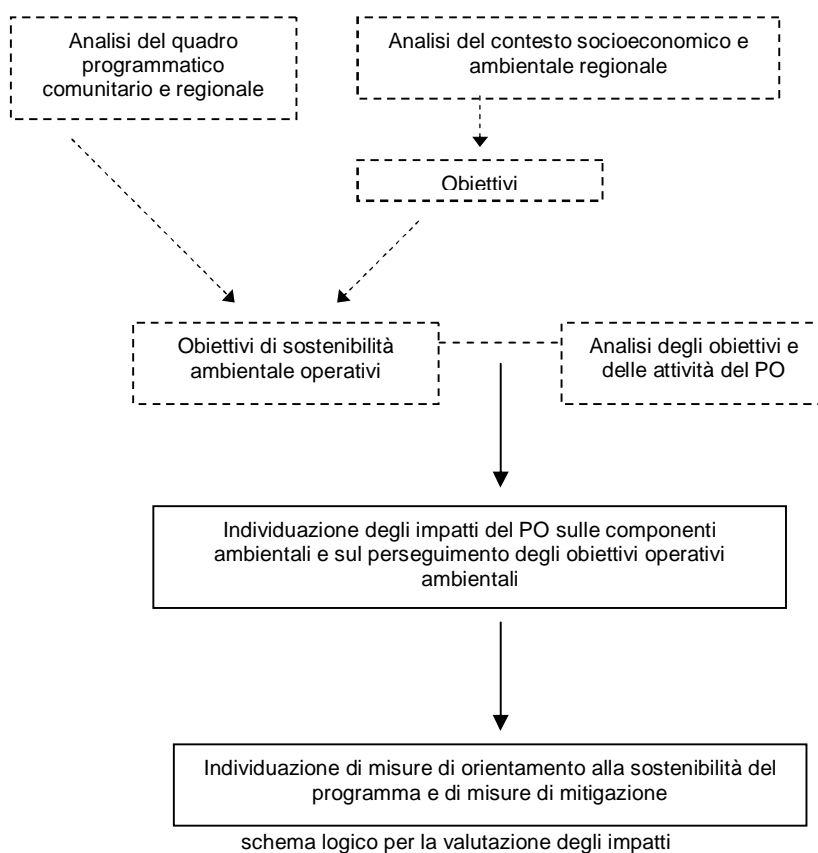 Analisi del quadro
programmatico
comunitario e regionale
Analisi del contesto socioeconomico e
ambientale regionale
Obiettivi
Obiettivi di sostenibilità
ambientale operativi
Analisi degli obiettivi e
delle attività del PO
Individuazione degli impatti del PO sulle componenti
ambientali e sul perseguimento degli obiettivi operativi
ambientali
Individuazione di misure di orientamento alla sostenibilità del
programma e di misure di mitigazione
schema logico per la valutazione degli impatti